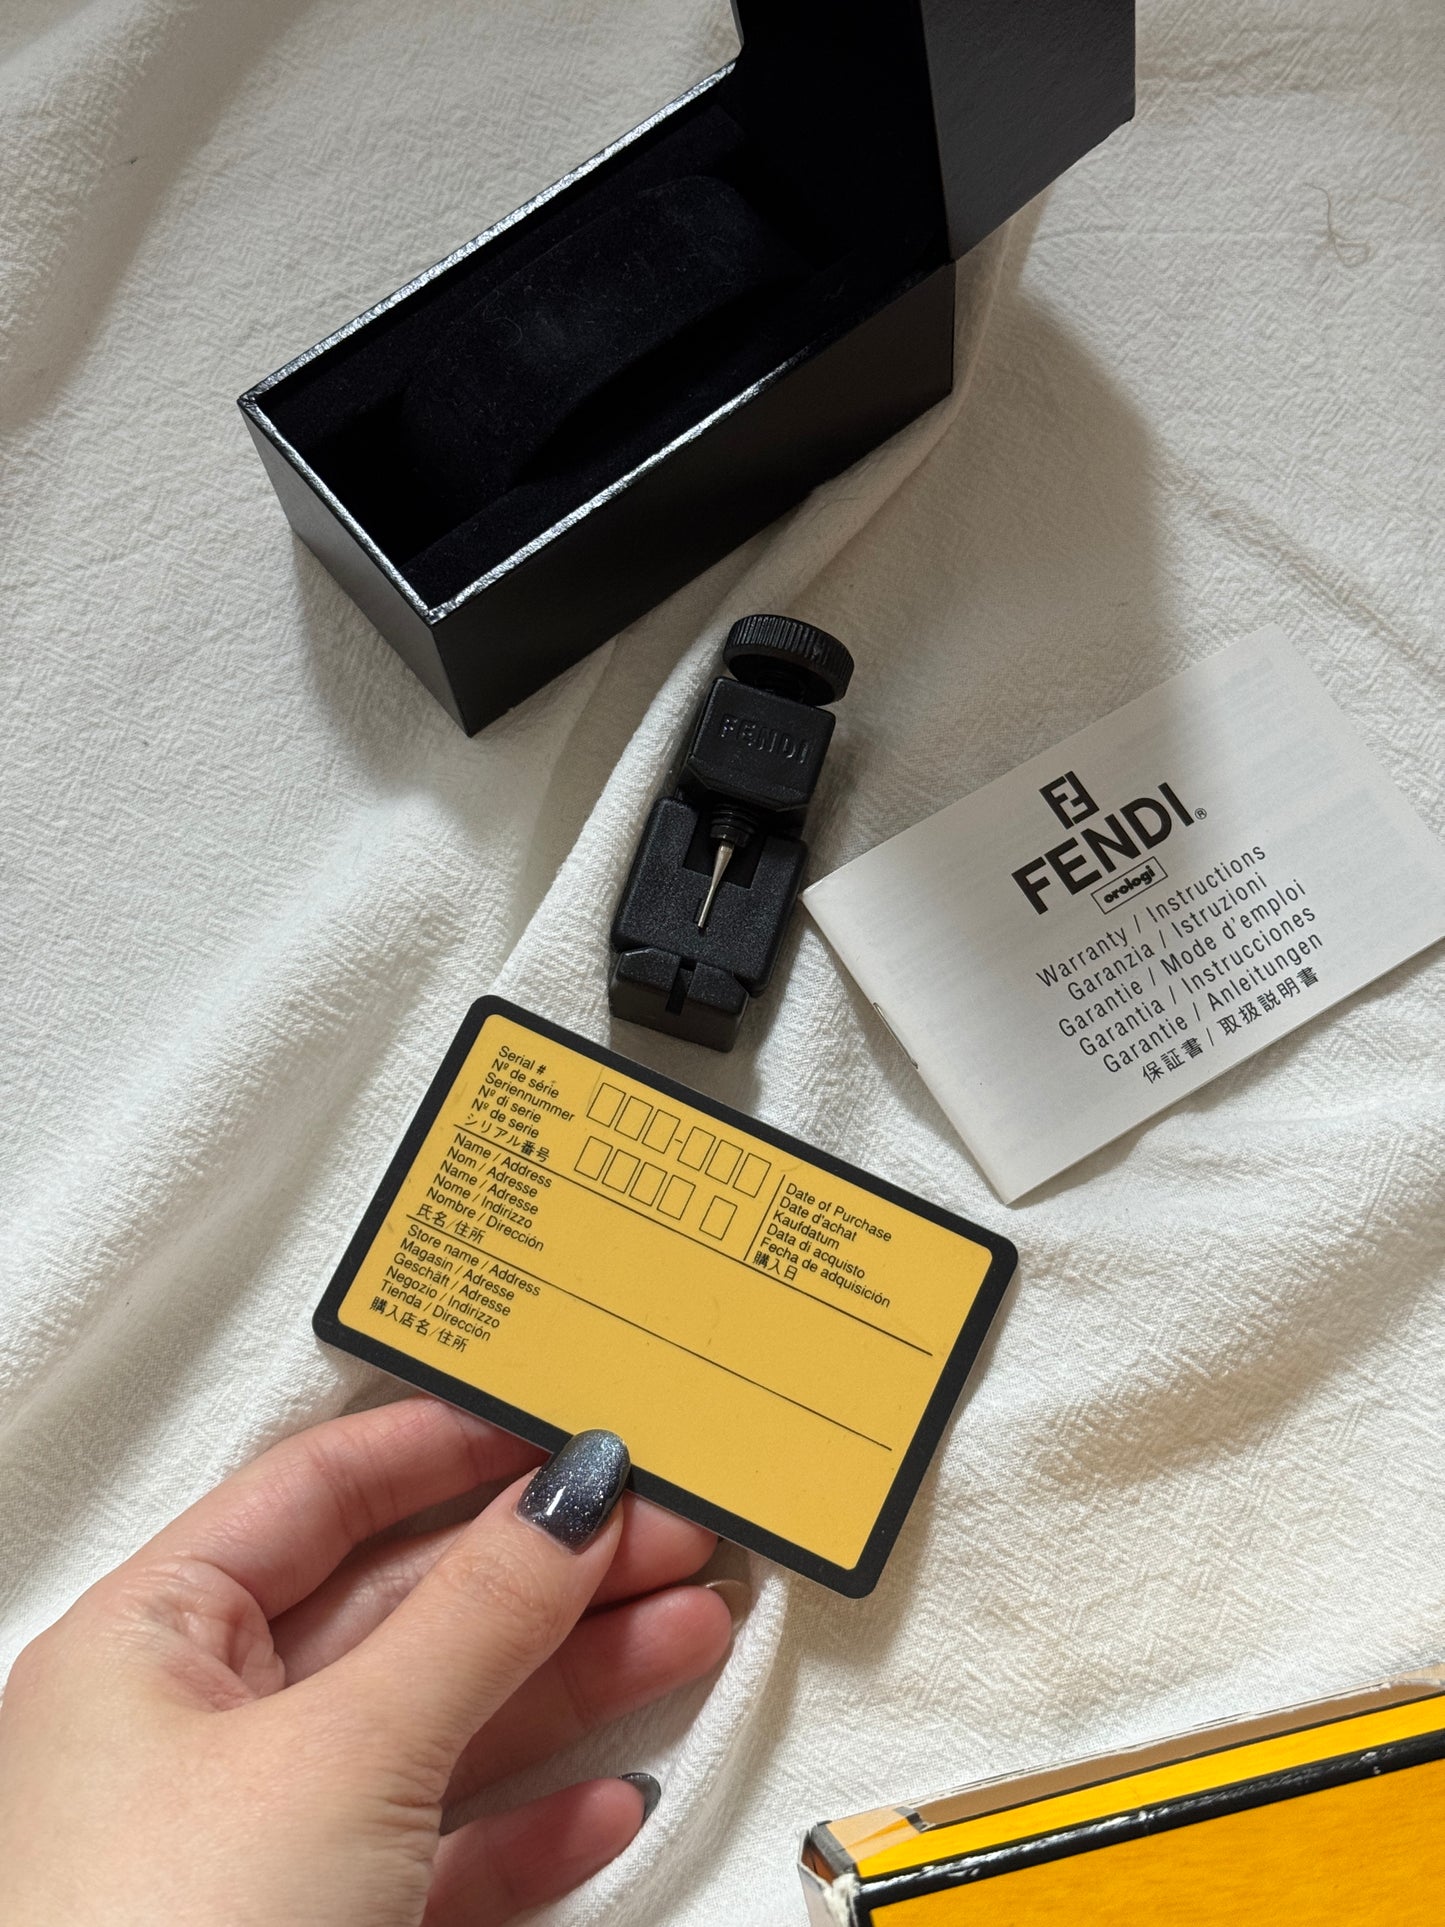 FENDI
FF
FENDI®
orologi
Warranty / Instructions
Garanzia / Istruzioni
Garantie / Mode d'emploi
Garantia / Instrucciones
Garantie / Anleitungen
保証書 / 取扱説明書
Serial #
Nº de série
Seriennummer
Nº di serie
Nº de serie
シリアル番号
Date of Purchase
Date d'achat
Kaufdatum
Data di acquisto
Fecha de adquisición
購入日
Name / Address
Nom / Adresse
Name / Adresse
Nome / Indirizzo
Nombre / Dirección
氏名/住所
Store name / Address
Magasin / Adresse
Geschäft / Adresse
Negozio / Indirizzo
Tienda / Dirección
購入店名/住所